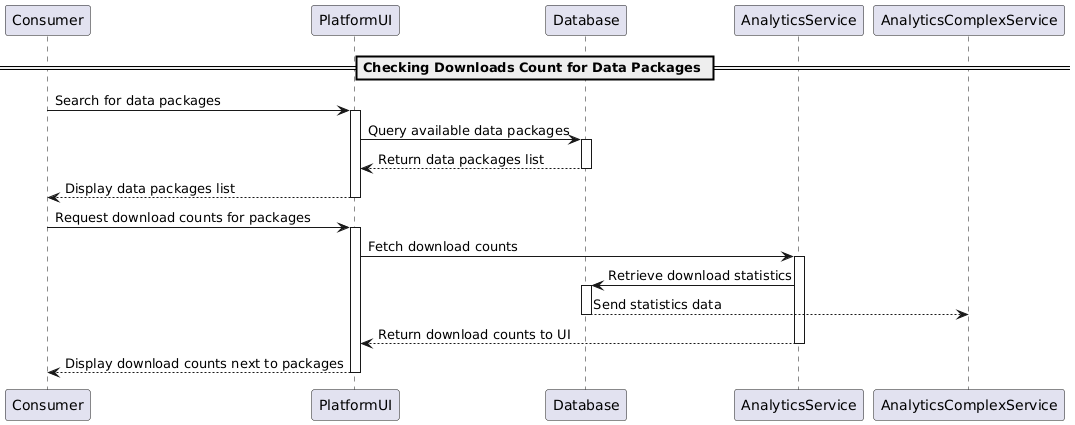 Consumer
PlatformUI
Database
AnalyticsService
AnalyticsComplexService
Checking Downloads Count for Data Packages
Search for data packages
Query available data packages
Return data packages list
Display data packages list
Request download counts for packages
Fetch download counts
Retrieve download statistics
Send statistics data
Return download counts to UI
Display download counts next to packages
Consumer
PlatformUI
Database
AnalyticsService
AnalyticsComplexService